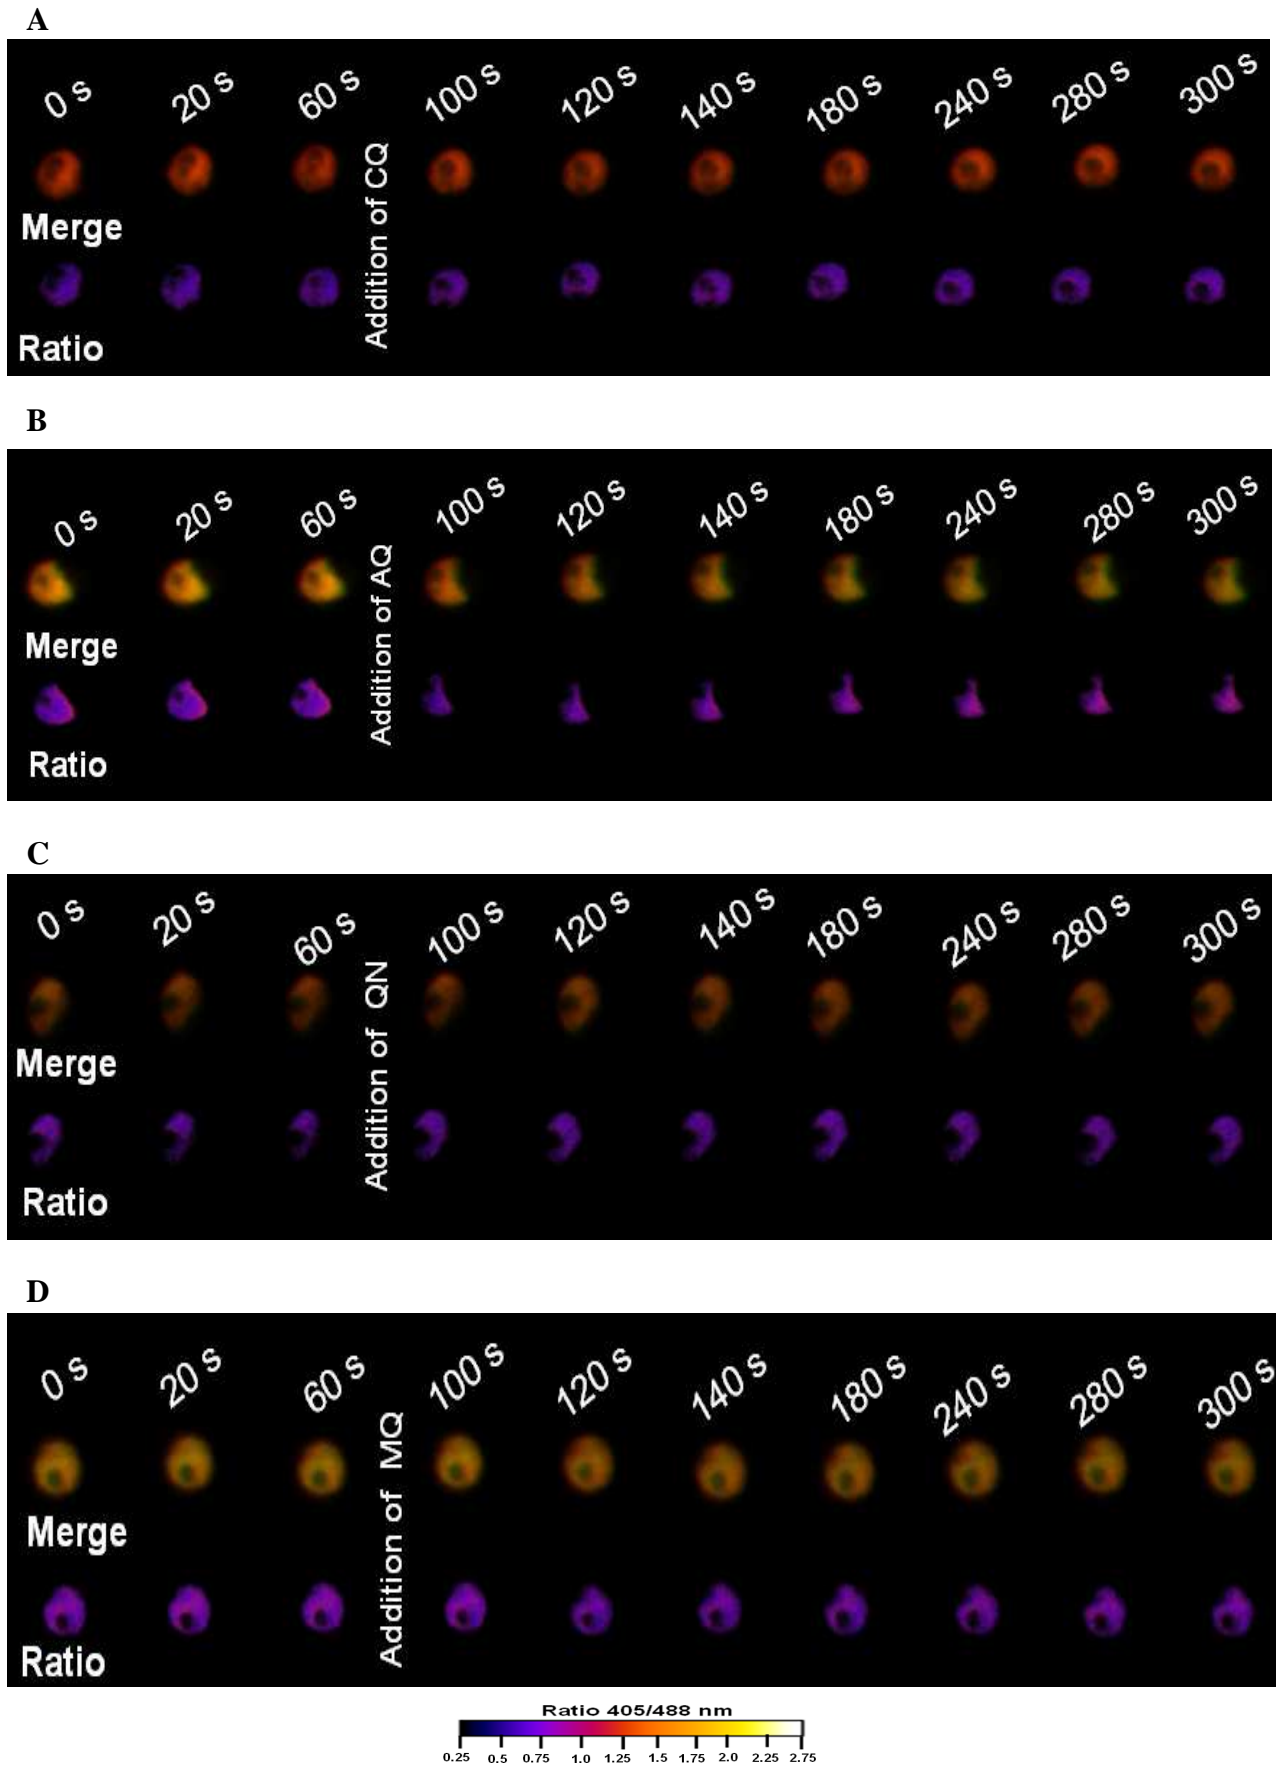 A
0 s 20 s 60 s 100 s 120 s 140 s 180 s 240 s 280 s 300 s
Addition of CQ
Merge
Ratio
B
0 s 20 s 60 s 100 s 120 s 140 s 180 s 240 s 280 s 300 s
Addition of AQ
Merge
Ratio
C
0 s 20 s 60 s 100 s 120 s 140 s 180 s 240 s 280 s 300 s
Addition of QN
Merge
Ratio
D
0 s 20 s 60 s 100 s 120 s 140 s 180 s 240 s 280 s 300 s
Addition of MQ
Merge
Ratio
Ratio 405/488 nm
0.25 0.5 0.75 1.0 1.25 1.5 1.75 2.0 2.25 2.75